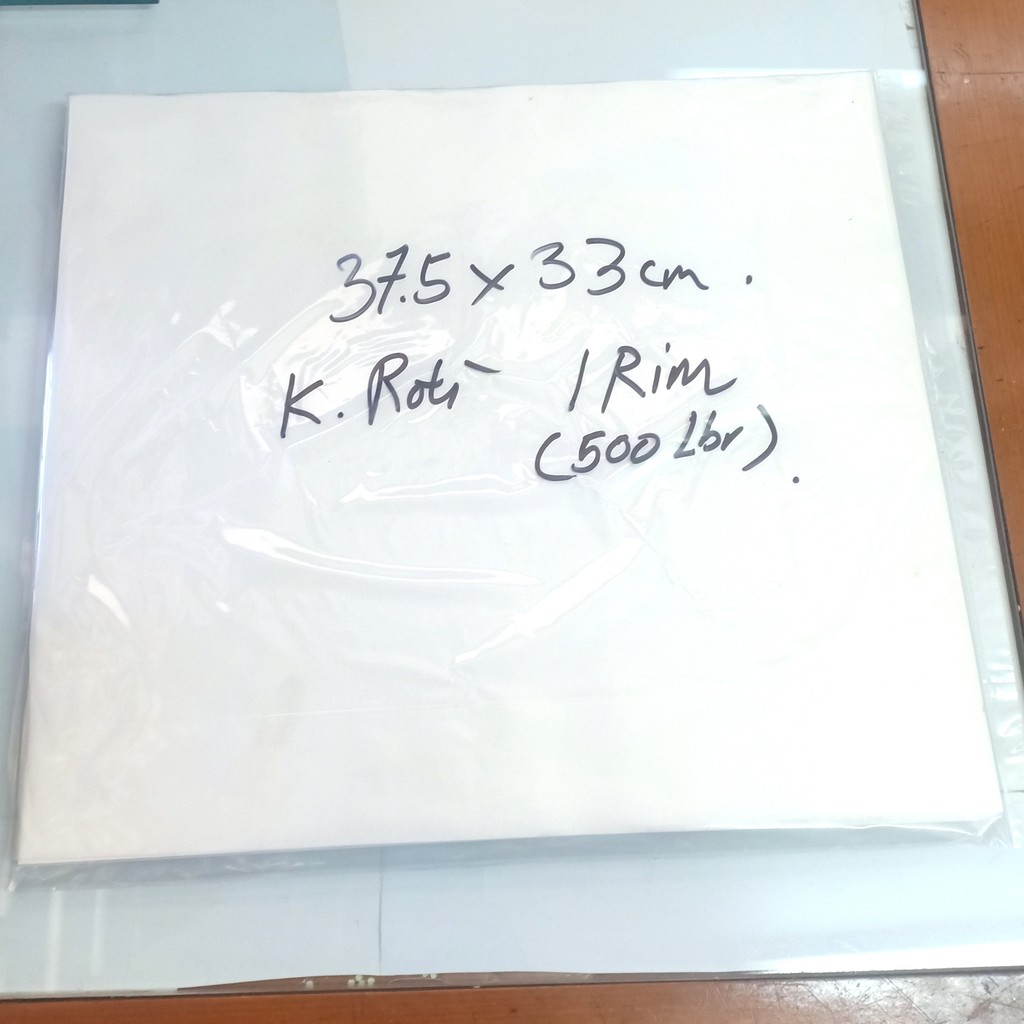 37.5 x 33 cm.
K. Roti 1 Rim
(500 Lbr).